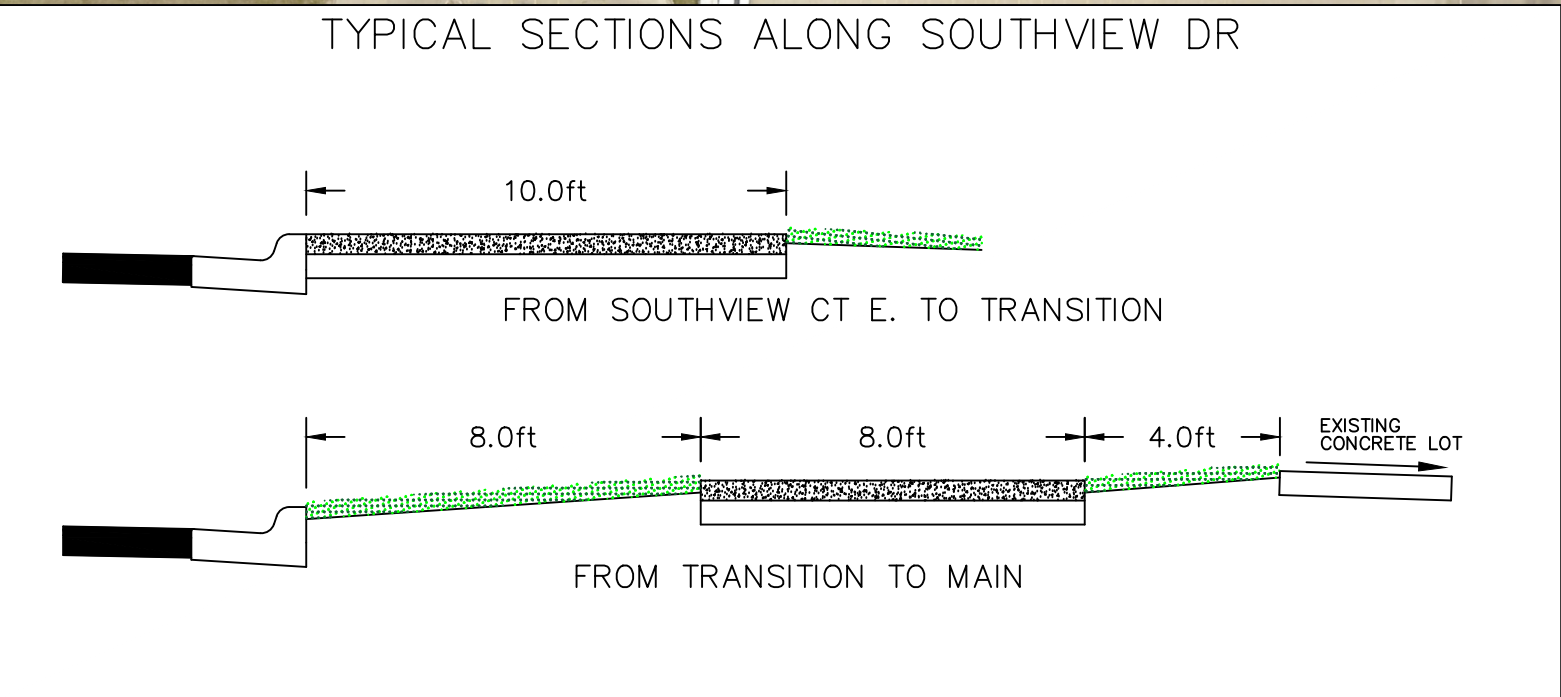 TYPICAL SECTIONS ALONG SOUTHVIEW DR
10.0ft
FROM SOUTHVIEW CT E. TO TRANSITION
8.0ft
8.0ft
4.0ft
EXISTING
CONCRETE LOT
FROM TRANSITION TO MAIN